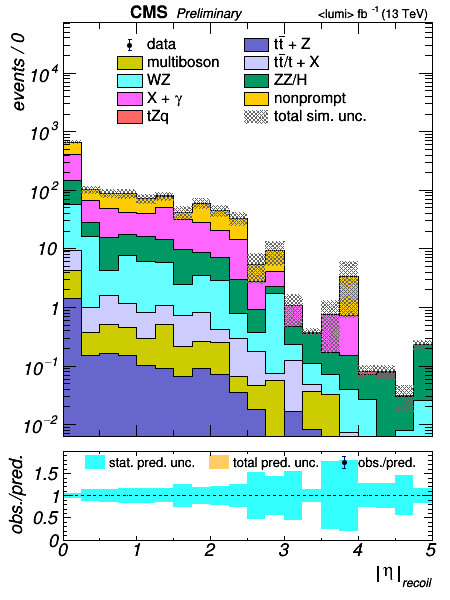 CMS Preliminary <lumi> fb⁻¹ (13 TeV)
events / 0
data tt̄ + Z
multiboson tt̄/t + X
WZ ZZ/H
X + γ nonprompt
tZq total sim. unc.
10⁴
10³
10²
10
1
10⁻¹
10⁻²
obs./pred.
stat. pred. unc. total pred. unc. obs./pred.
1.5
1
0.5
0
0 1 2 3 4 5
|η|recoil